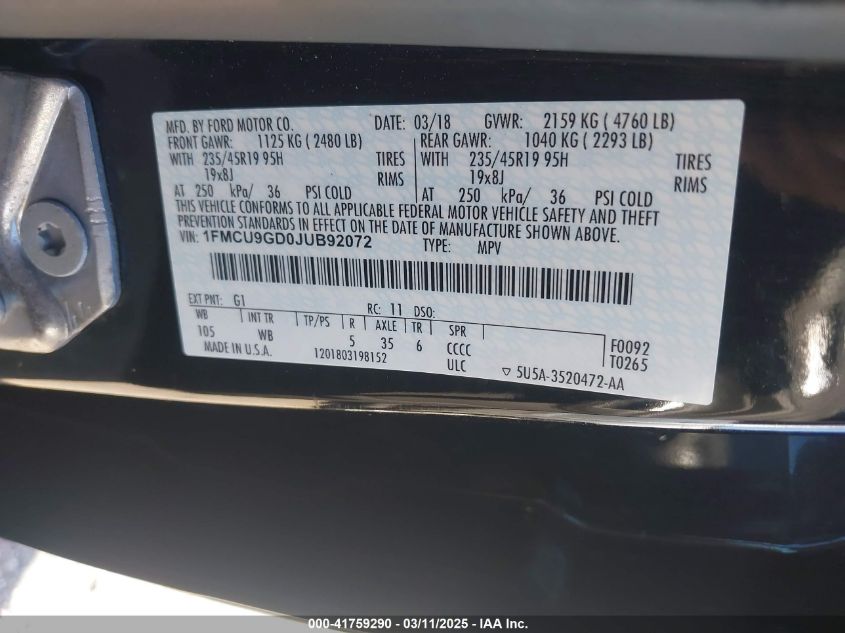 MFD. BY FORD MOTOR CO. DATE: 03/18 GVWR: 2159 KG ( 4760 LB)
FRONT GAWR: 1125 KG ( 2480 LB) REAR GAWR: 1040 KG ( 2293 LB)
WITH 235/45R19 95H TIRES WITH 235/45R19 95H TIRES
19x8J RIMS 19x8J RIMS
AT 250 kPa/ 36 PSI COLD AT 250 kPa/ 36 PSI COLD
THIS VEHICLE CONFORMS TO ALL APPLICABLE FEDERAL MOTOR VEHICLE SAFETY AND THEFT
PREVENTION STANDARDS IN EFFECT ON THE DATE OF MANUFACTURE SHOWN ABOVE.
VIN: 1FMCU9GD0JUB92072 TYPE: MPV
EXT PNT: G1 RC: 11 DSO:
WB INT TR TP/PS R AXLE TR SPR F0092
105 WB 5 35 6 CCCC T0265
MADE IN U.S.A. 1201803198152 ULC ▽ 5U5A-3520472-AA
000-41759290 - 03/11/2025 - IAA, Inc.